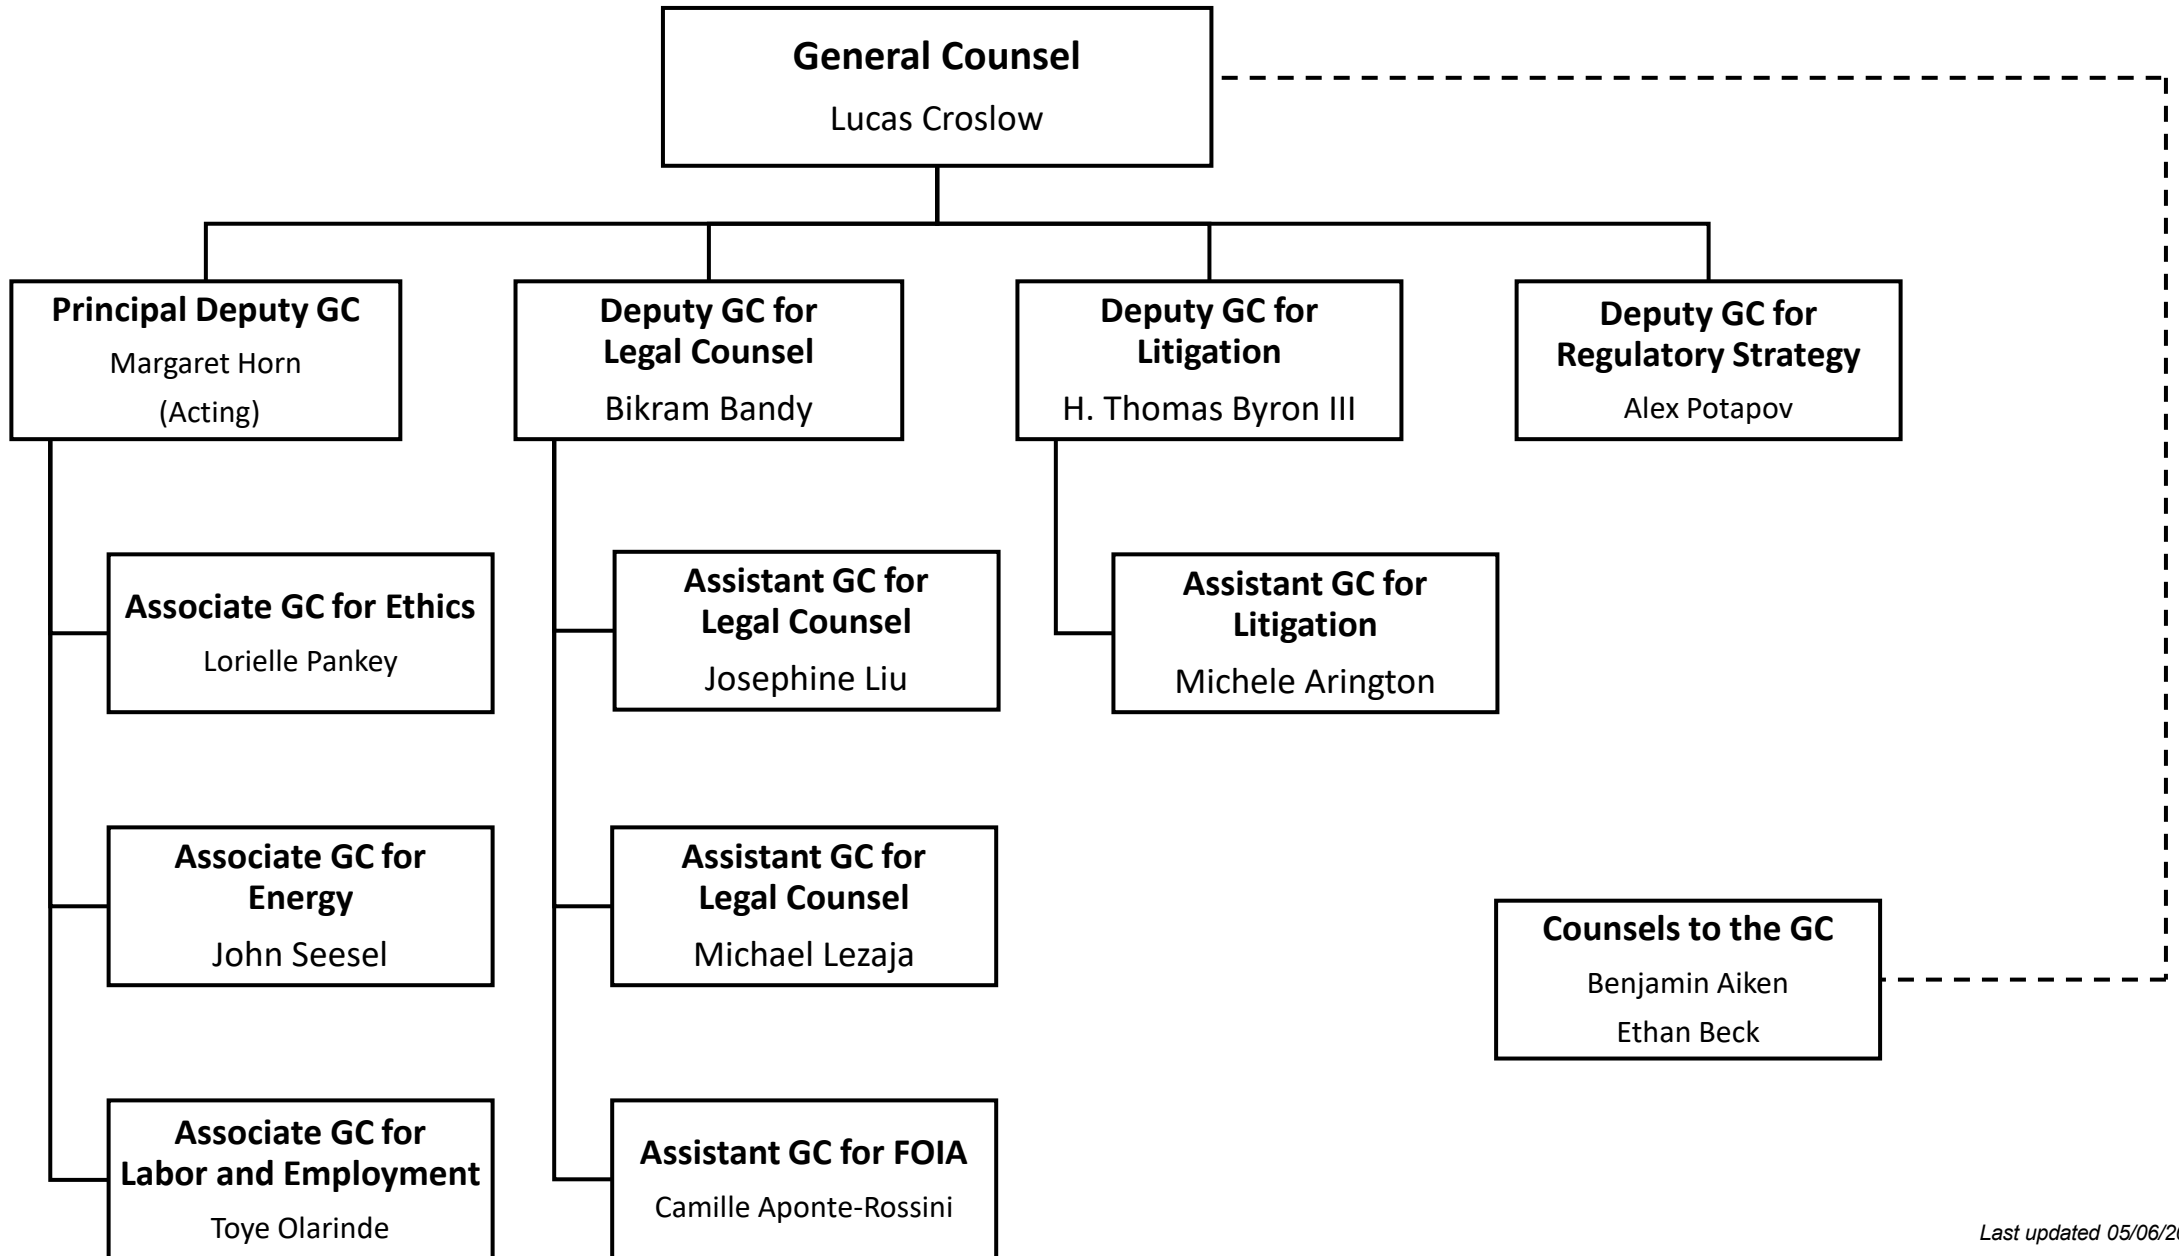 General Counsel
Lucas Croslow
Principal Deputy GC
Margaret Horn
(Acting)
Deputy GC for
Legal Counsel
Bikram Bandy
Deputy GC for
Litigation
H. Thomas Byron III
Deputy GC for
Regulatory Strategy
Alex Potapov
Associate GC for Ethics
Lorielle Pankey
Assistant GC for
Legal Counsel
Josephine Liu
Assistant GC for
Litigation
Michele Arington
Associate GC for
Energy
John Seesel
Assistant GC for
Legal Counsel
Michael Lezaja
Counsels to the GC
Benjamin Aiken
Ethan Beck
Associate GC for
Labor and Employment
Toye Olarinde
Assistant GC for FOIA
Camille Aponte-Rossini
Last updated